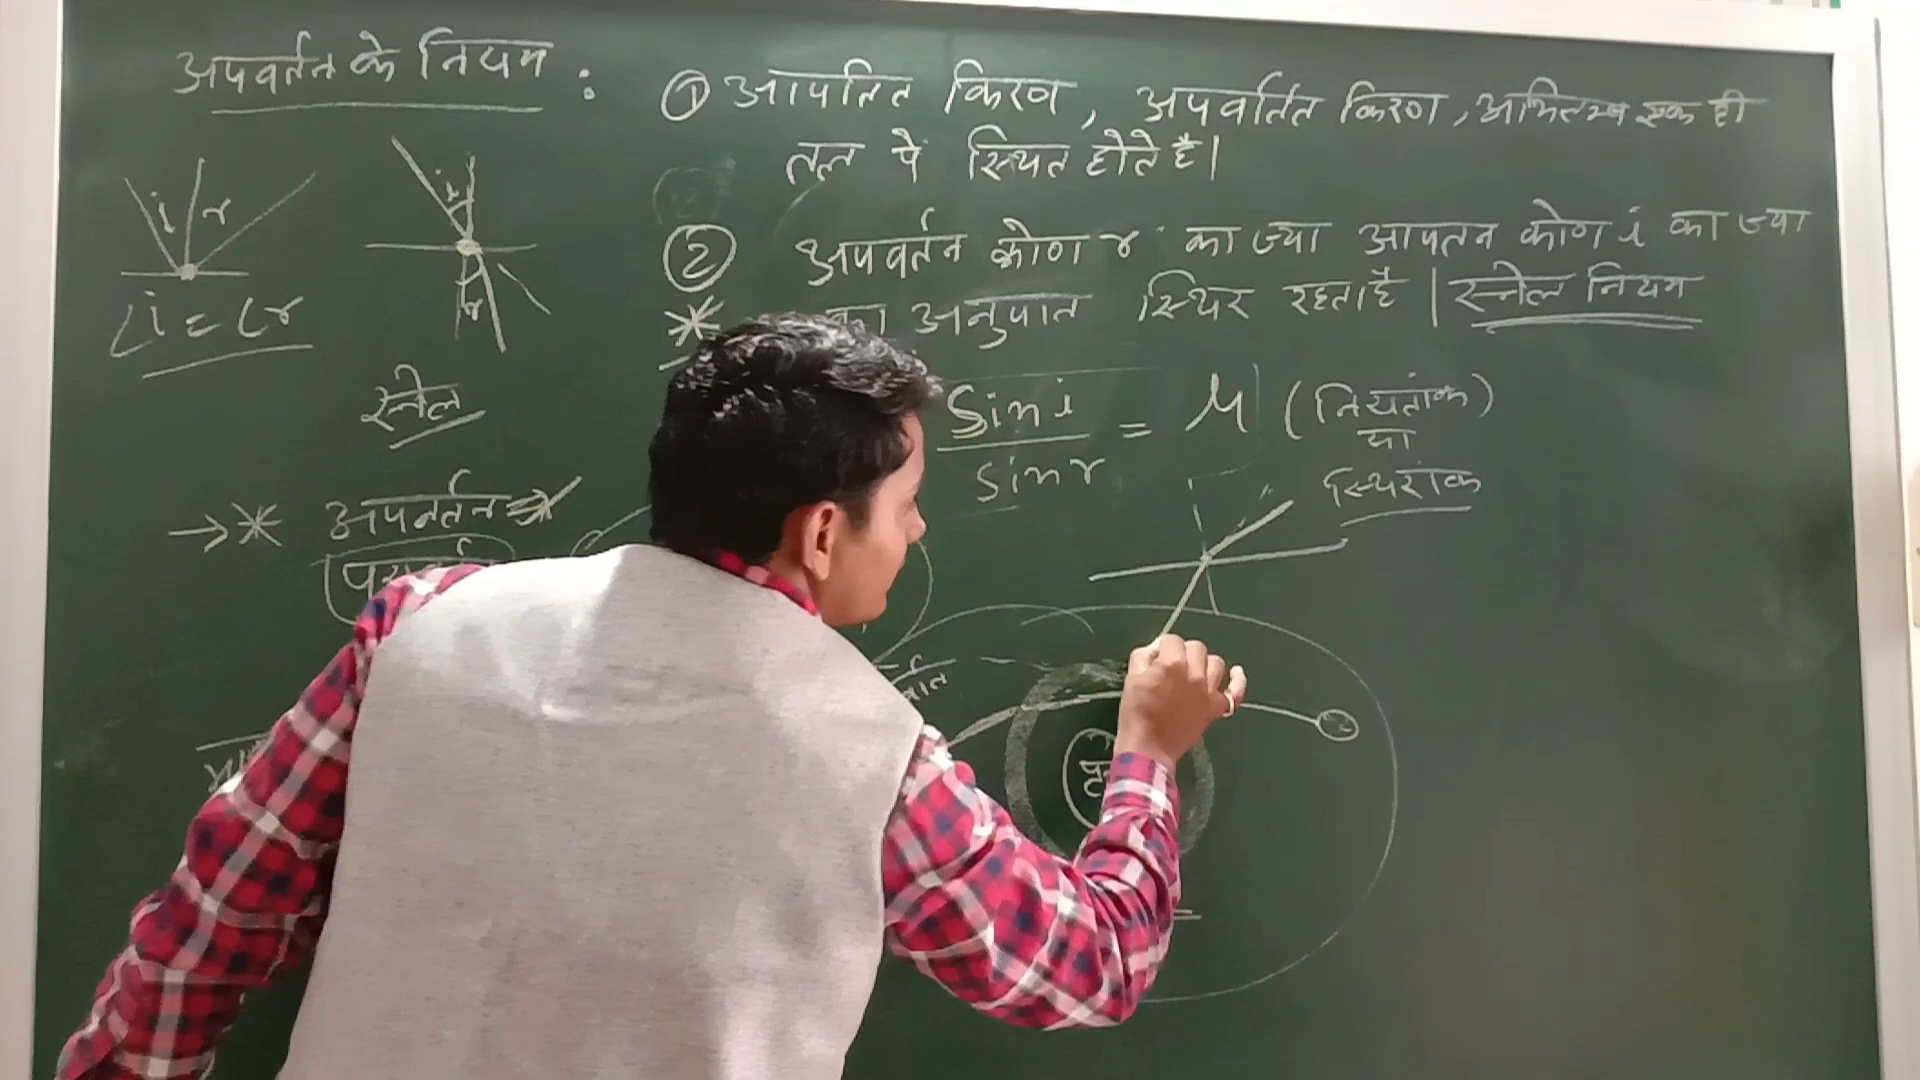 अपवर्तन के नियम :
① आपतित किरण, अपवर्तित किरण, अभिलम्ब एक ही
तल पे स्थित होते है।
② अपवर्तन कोण r का ज्या आपतन कोण i का ज्या
* का अनुपात स्थिर रहता है | स्नेल नियम
i r
∠i = ∠r
i
r
स्नेल
sin i / sin r = μ (नियतांक)
या
स्थिरांक
→ * अपवर्तन